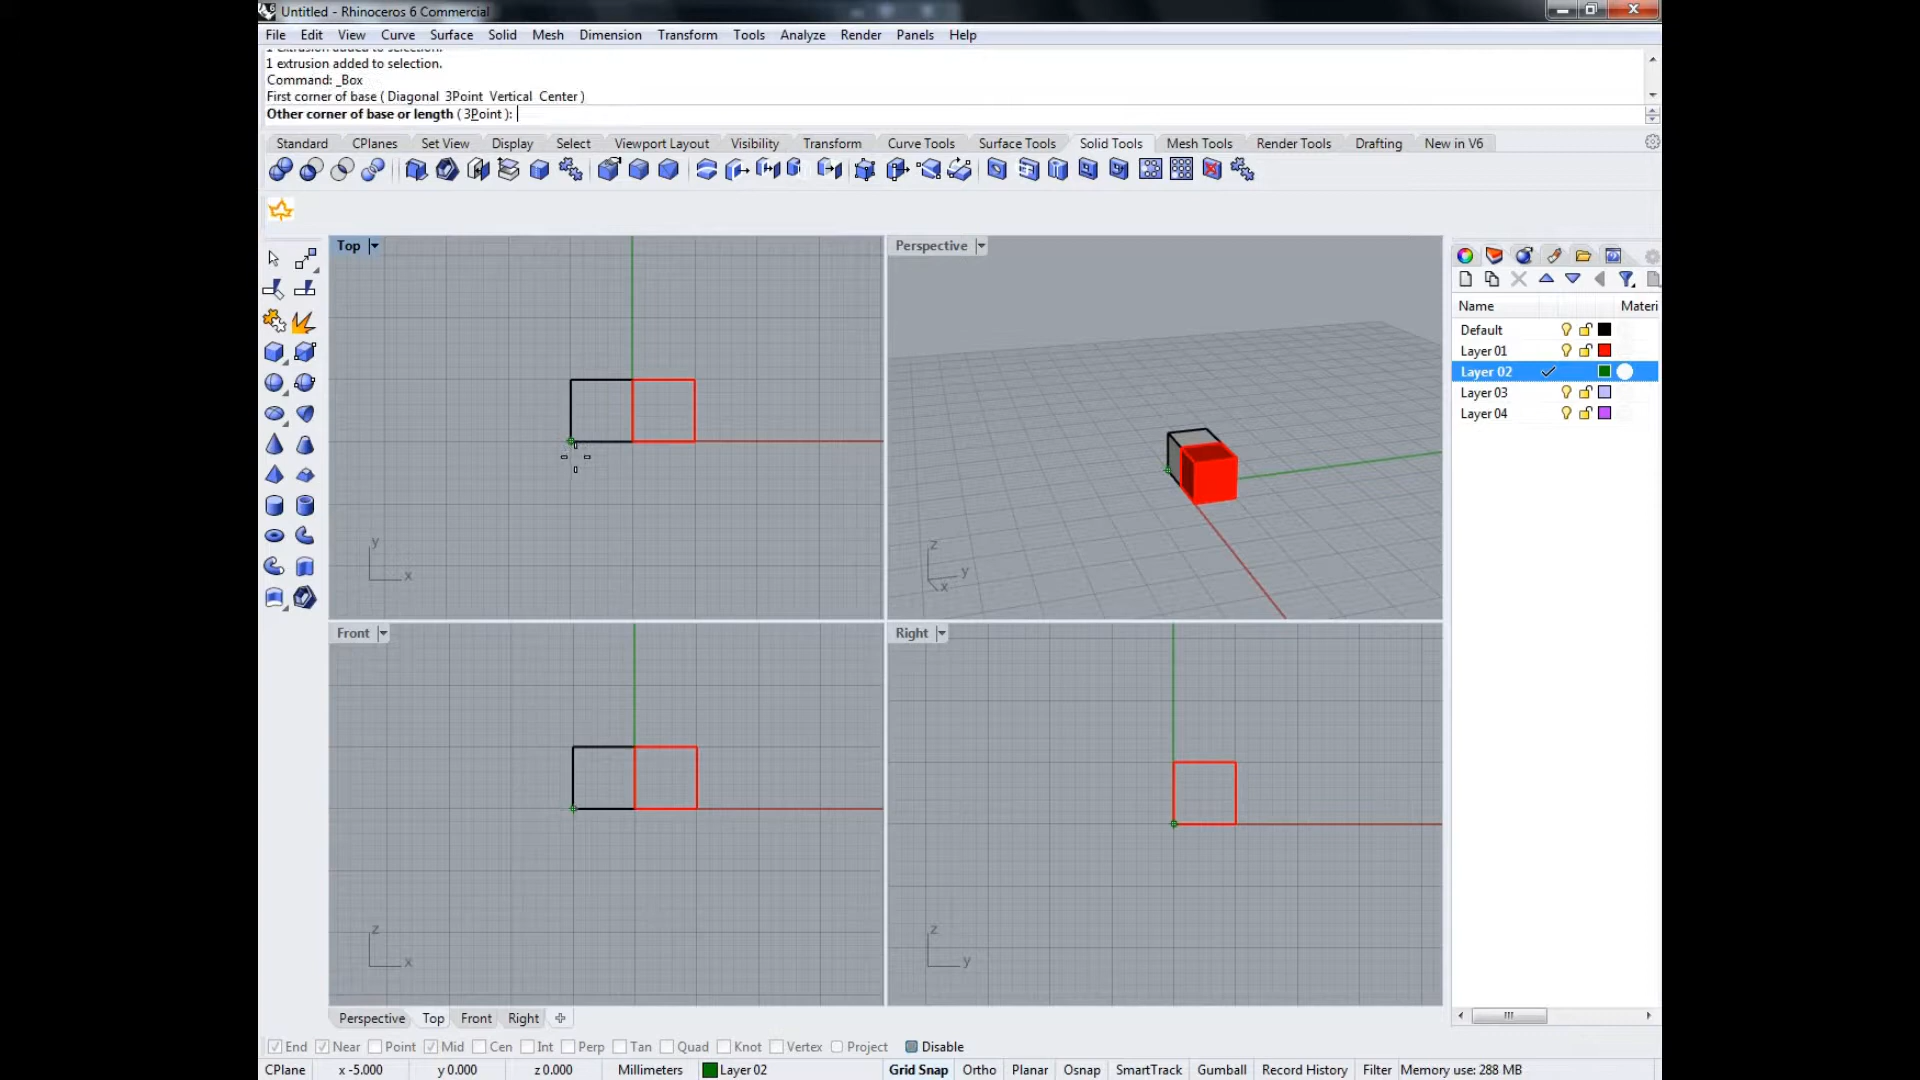 Untitled - Rhinoceros 6 Commercial
File Edit View Curve Surface Solid Mesh Dimension Transform Tools Analyze Render Panels Help
1 extrusion added to selection.
1 extrusion added to selection.
Command: _Box
First corner of base ( Diagonal 3Point Vertical Center )
Other corner of base or length ( 3Point ):
Standard CPlanes Set View Display Select Viewport Layout Visibility Transform Curve Tools Surface Tools Solid Tools Mesh Tools Render Tools Drafting New in V6
Top
Perspective
Name Materi
Default
Layer 01
Layer 02
Layer 03
Layer 04
y
x
z
y
x
Front
Right
z
x
z
y
Perspective Top Front Right
End Near Point Mid Cen Int Perp Tan Quad Knot Vertex Project Disable
CPlane x -5.000 y 0.000 z 0.000 Millimeters Layer 02 Grid Snap Ortho Planar Osnap SmartTrack Gumball Record History Filter Memory use: 288 MB